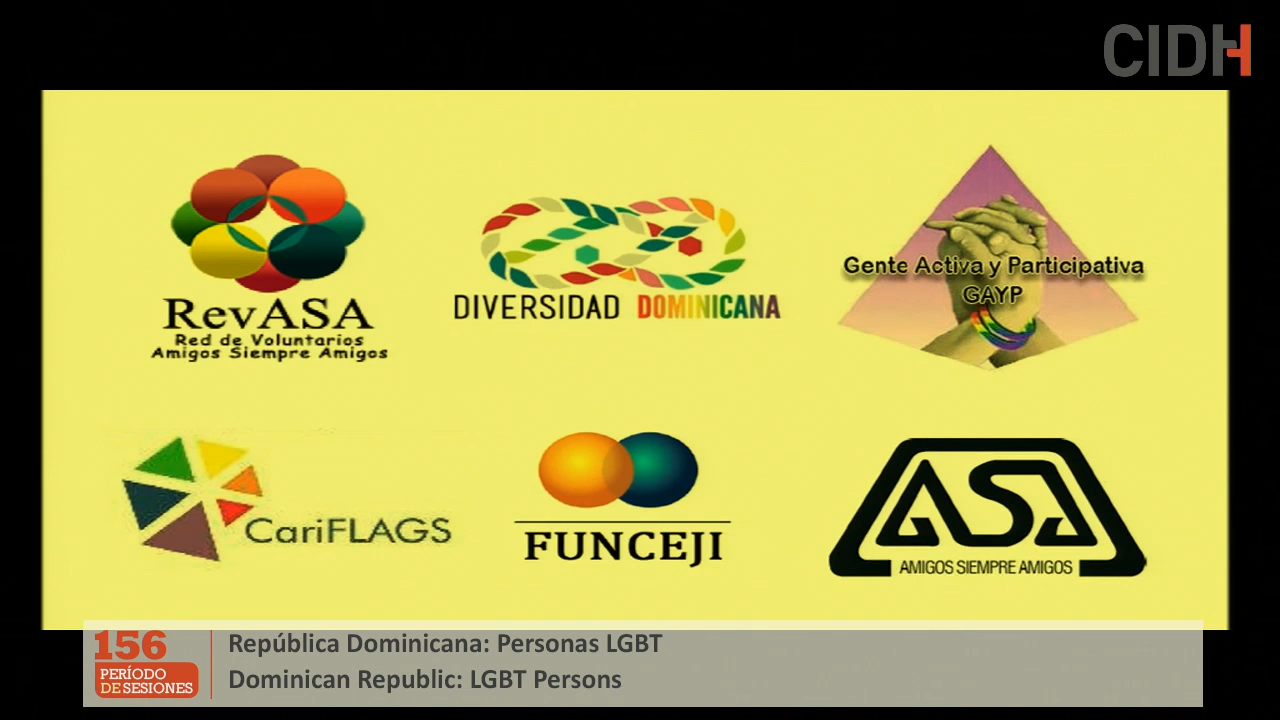 CIDH
RevASA
Red de Voluntarios
Amigos Siempre Amigos
DIVERSIDAD DOMINICANA
Gente Activa y Participativa
GAYP
CariFLAGS
FUNCEJI
ASA
AMIGOS SIEMPRE AMIGOS
156
PERÍODO
DE SESIONES
República Dominicana: Personas LGBT
Dominican Republic: LGBT Persons